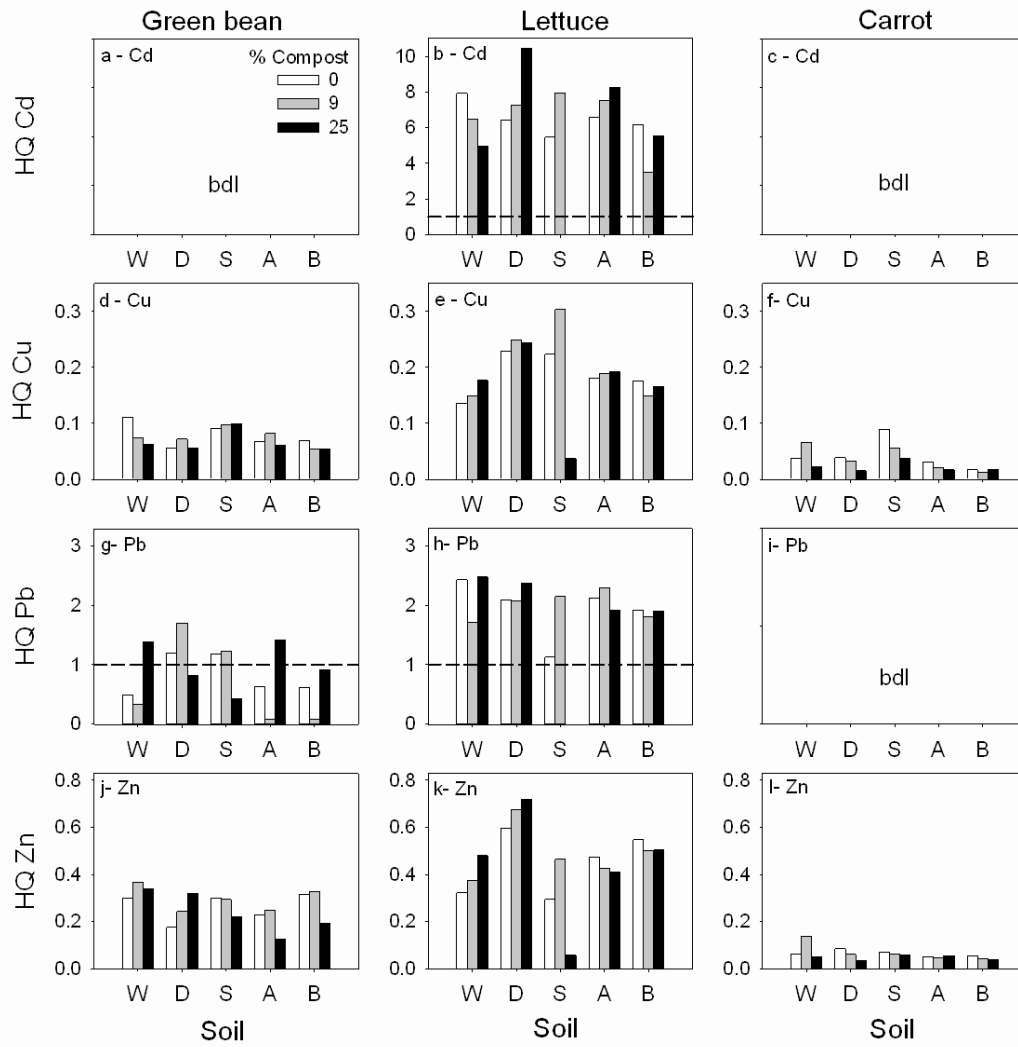 Green bean
Lettuce
Carrot
HQ Cd
a - Cd
% Compost
0
9
25
bdl
W D S A B
b - Cd
10
8
6
4
2
0
W D S A B
c - Cd
bdl
W D S A B
HQ Cu
d - Cu
0.3
0.2
0.1
0.0
W D S A B
e - Cu
0.3
0.2
0.1
0.0
W D S A B
f - Cu
0.3
0.2
0.1
0.0
W D S A B
HQ Pb
g- Pb
3
2
1
0
W D S A B
h- Pb
3
2
1
0
W D S A B
i- Pb
bdl
W D S A B
HQ Zn
j- Zn
0.8
0.6
0.4
0.2
0.0
W D S A B
Soil
k- Zn
0.8
0.6
0.4
0.2
0.0
W D S A B
Soil
l- Zn
0.8
0.6
0.4
0.2
0.0
W D S A B
Soil